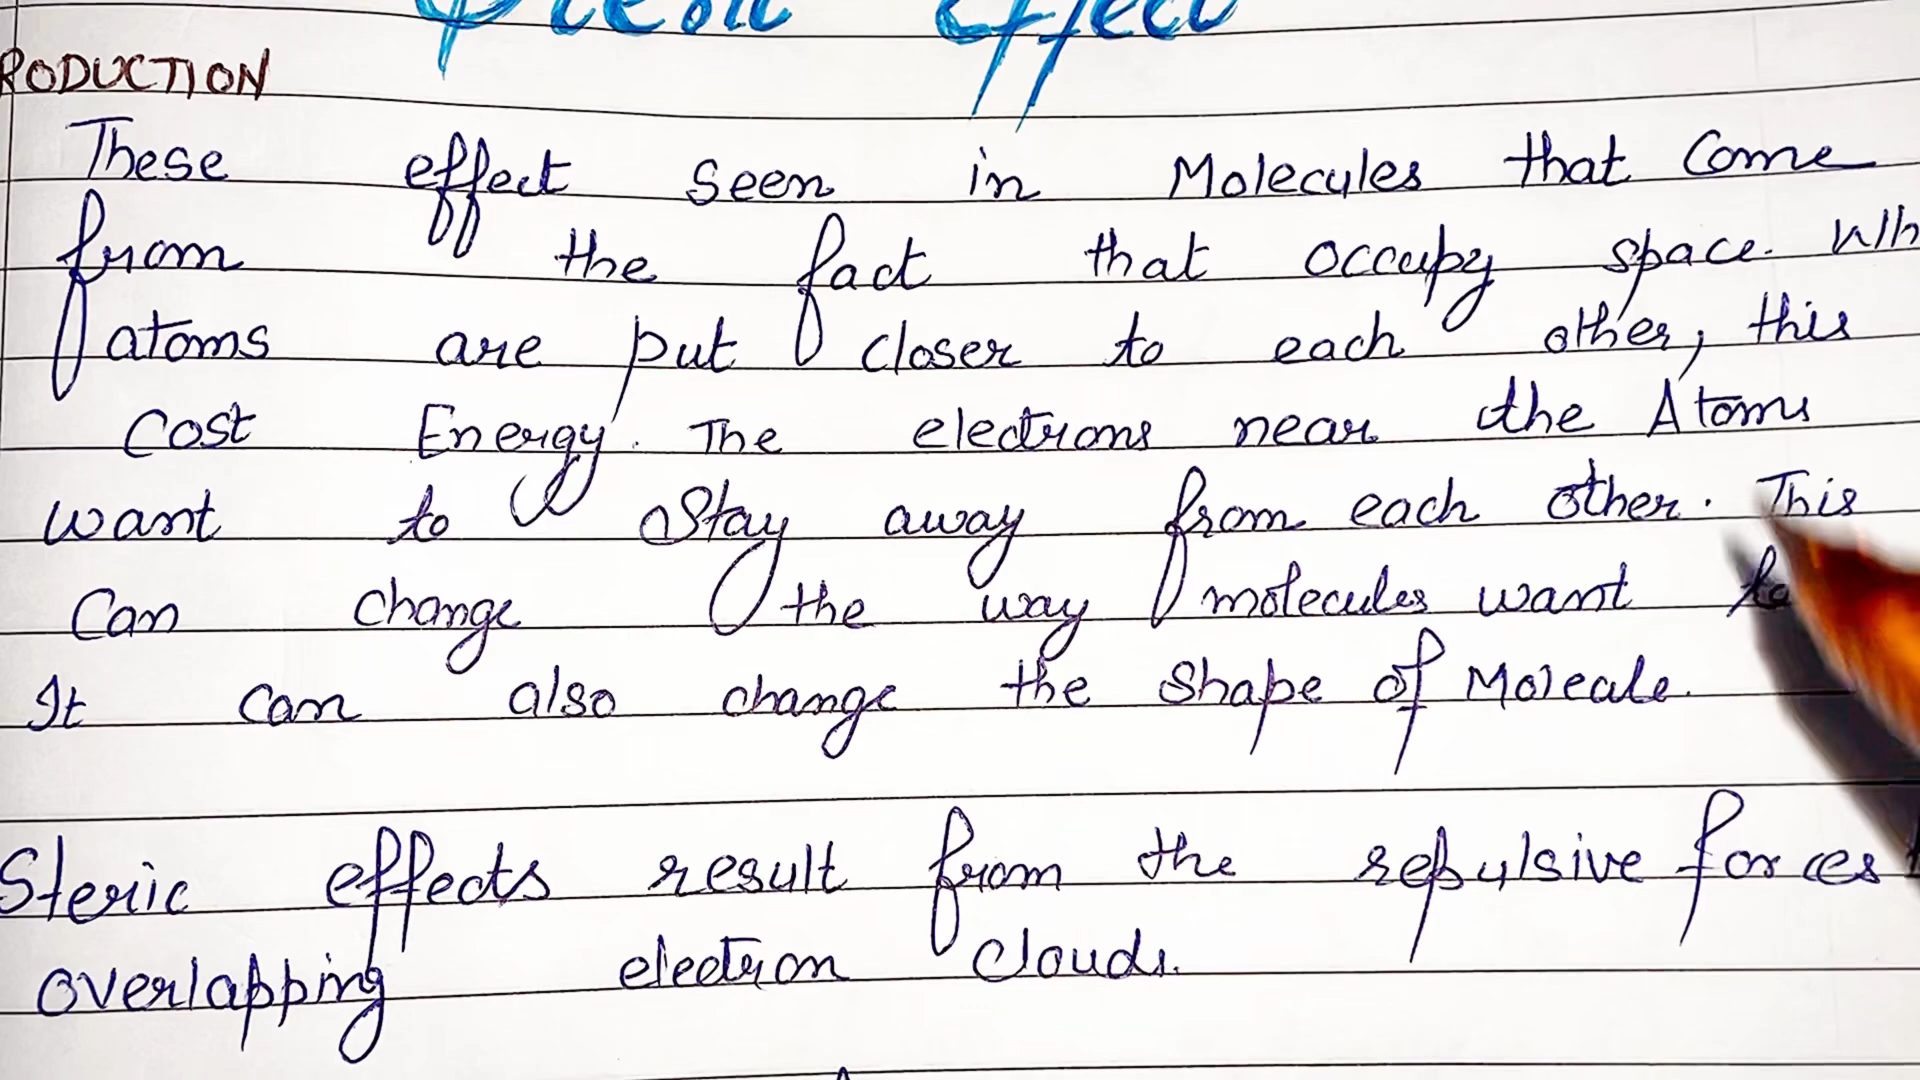 Steric effect
RODUCTION
These effect seen in Molecules that Come
from the fact that occupy space. Wh
atoms are put closer to each other, this
Cost Energy. The electrons near the Atoms
want to Stay away from each other. This
Can change the way molecules want to
It can also change the shape of Molecule.
Steric effects result from the repulsive forces
overlapping electron clouds.